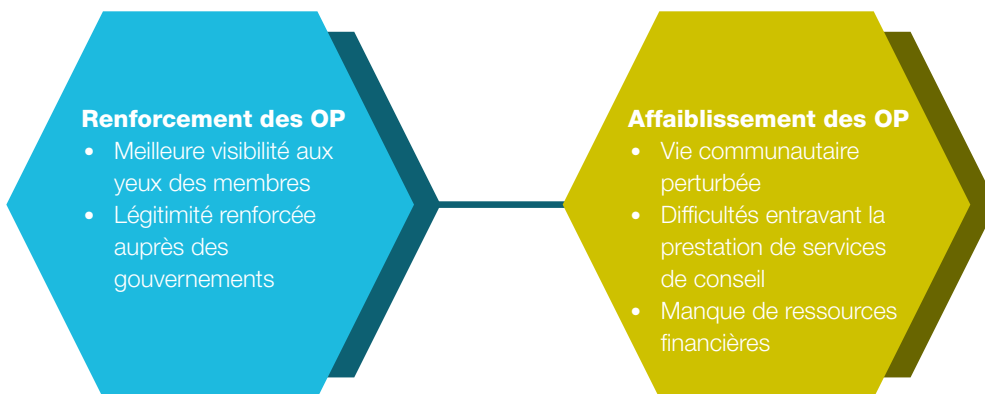 Renforcement des OP
• Meilleure visibilité aux
yeux des membres
• Légitimité renforcée
auprès des
gouvernements
Affaiblissement des OP
• Vie communautaire
perturbée
• Difficultés entravant la
prestation de services
de conseil
• Manque de ressources
financières